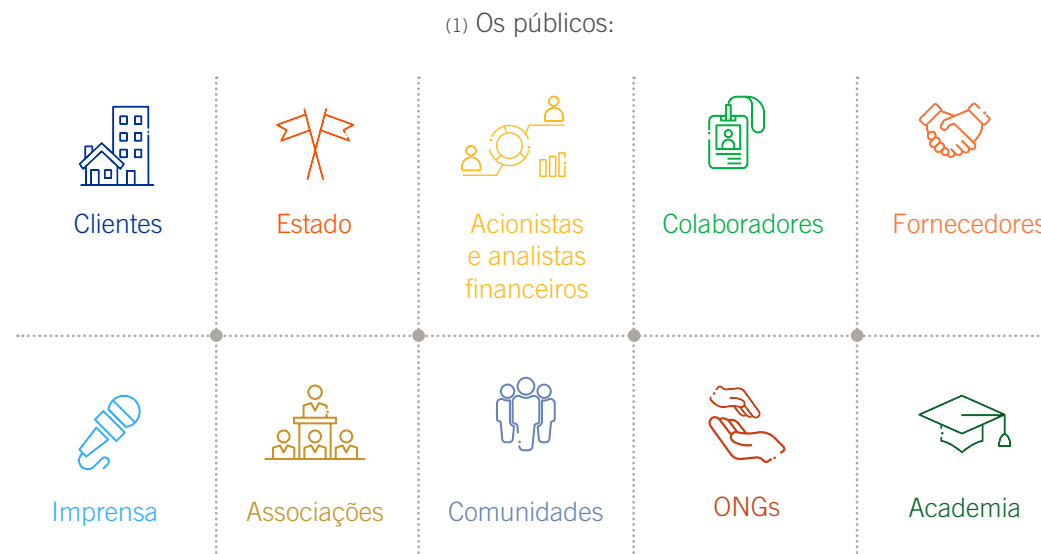 (1) Os públicos:
Clientes
Estado
Acionistas
e analistas
financeiros
Colaboradores
Fornecedores
Imprensa
Associações
Comunidades
ONGs
Academia